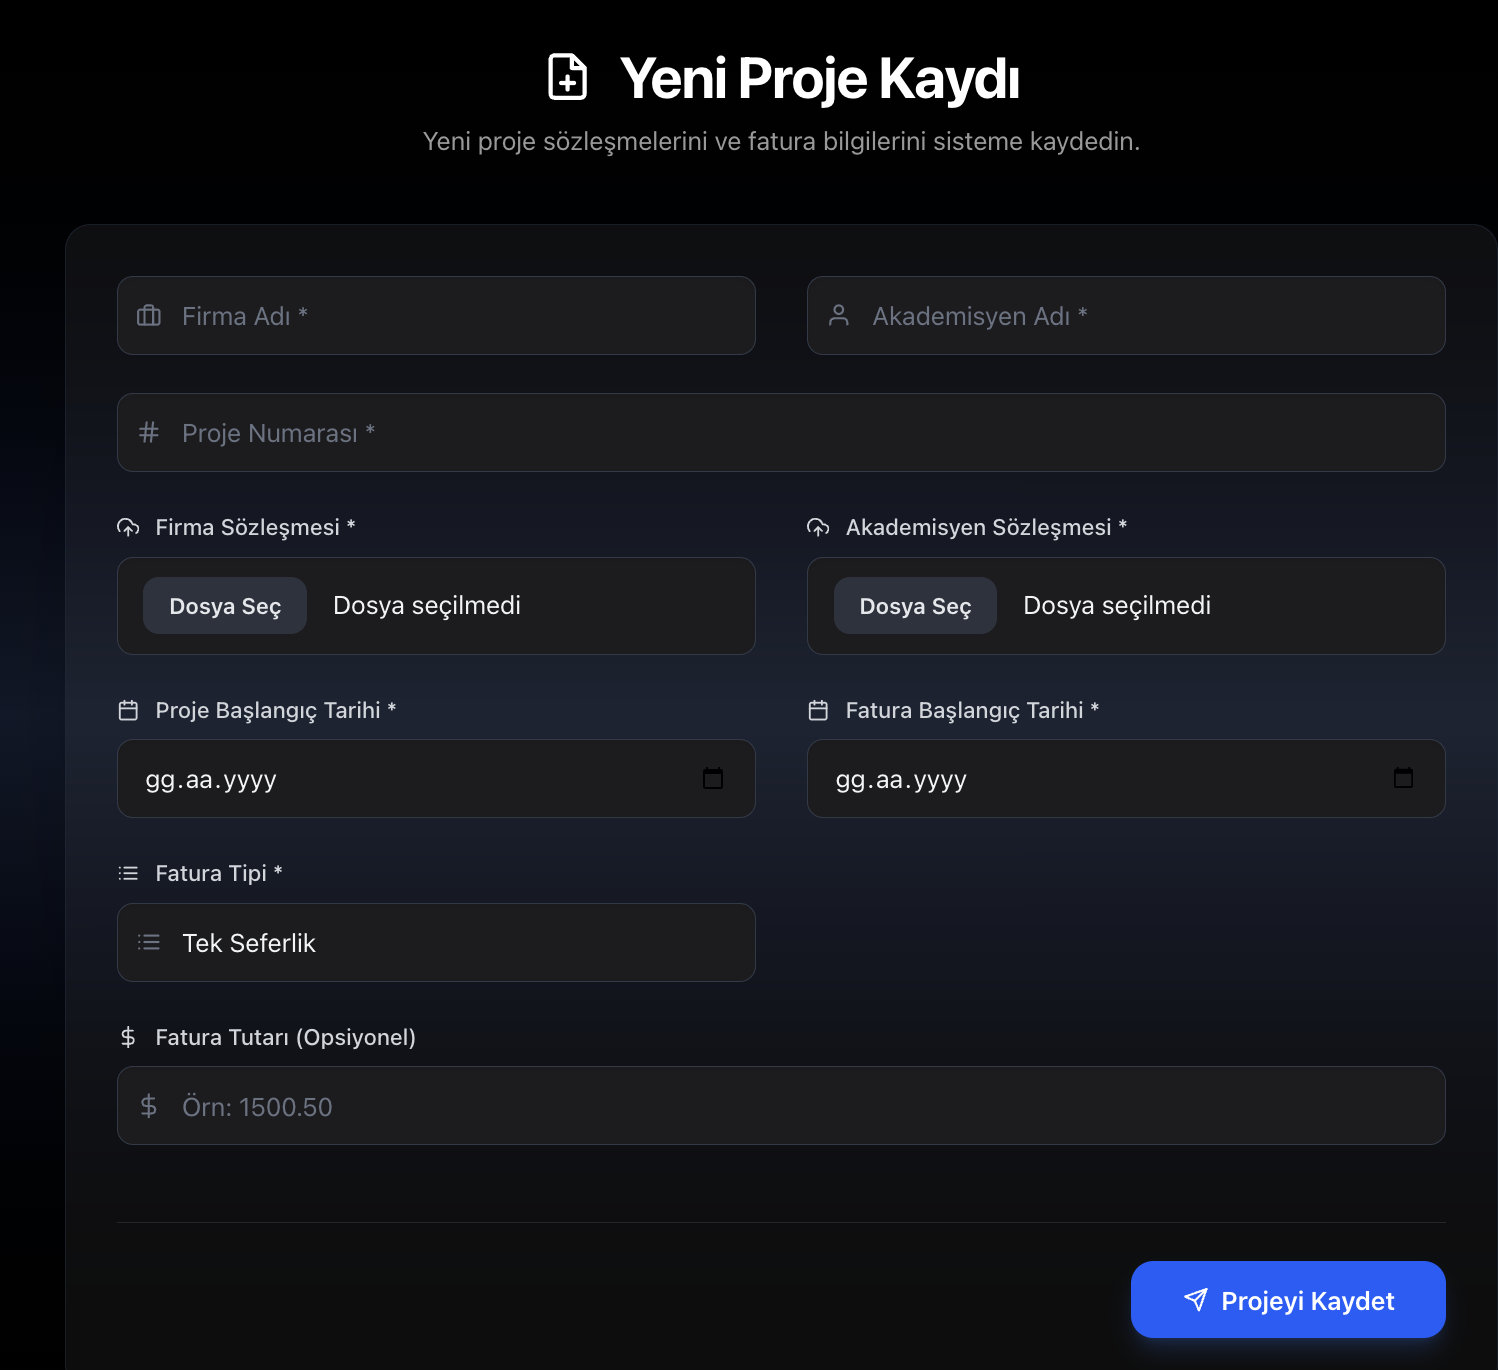 Yeni Proje Kaydı
Yeni proje sözleşmelerini ve fatura bilgilerini sisteme kaydedin.
Firma Adı *
Akademisyen Adı *
Proje Numarası *
Firma Sözleşmesi *
Akademisyen Sözleşmesi *
Dosya Seç Dosya seçilmedi
Dosya Seç Dosya seçilmedi
Proje Başlangıç Tarihi *
Fatura Başlangıç Tarihi *
gg.aa.yyyy
gg.aa.yyyy
Fatura Tipi *
Tek Seferlik
Fatura Tutarı (Opsiyonel)
Örn: 1500.50
Projeyi Kaydet